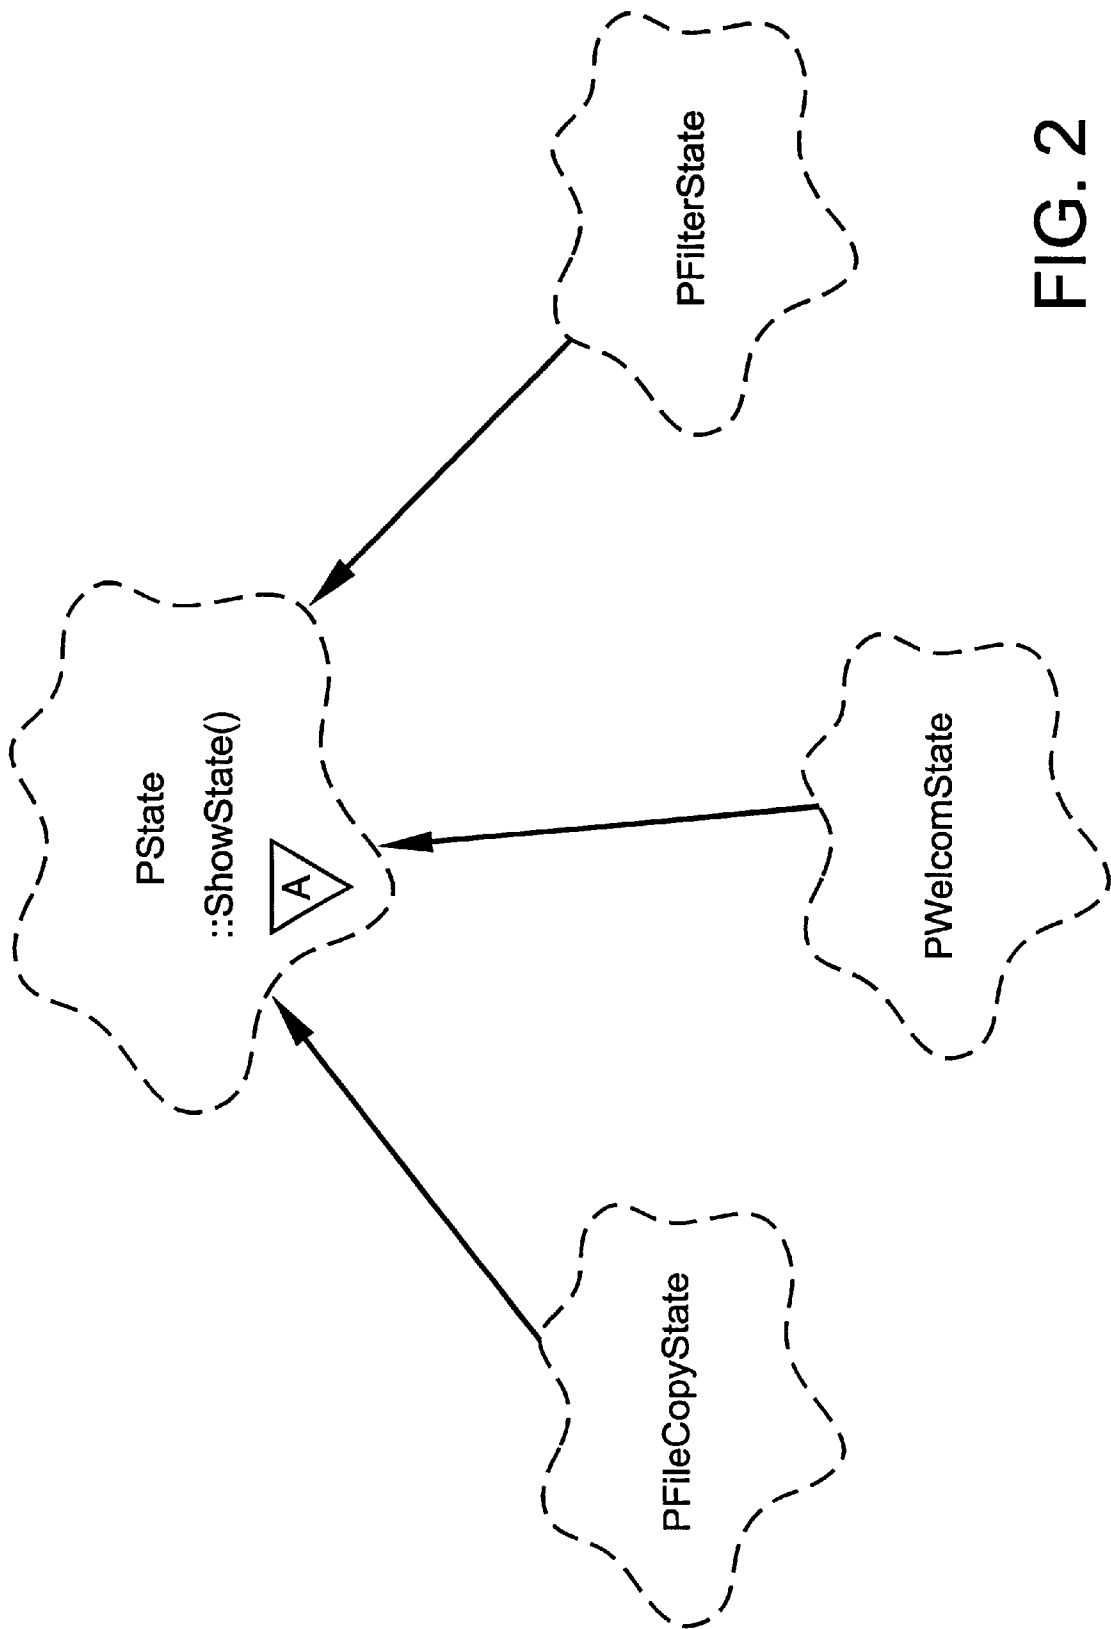 PState
:::ShowState()
A
PFileCopyState
PWelcomState
PFilterState
FIG. 2